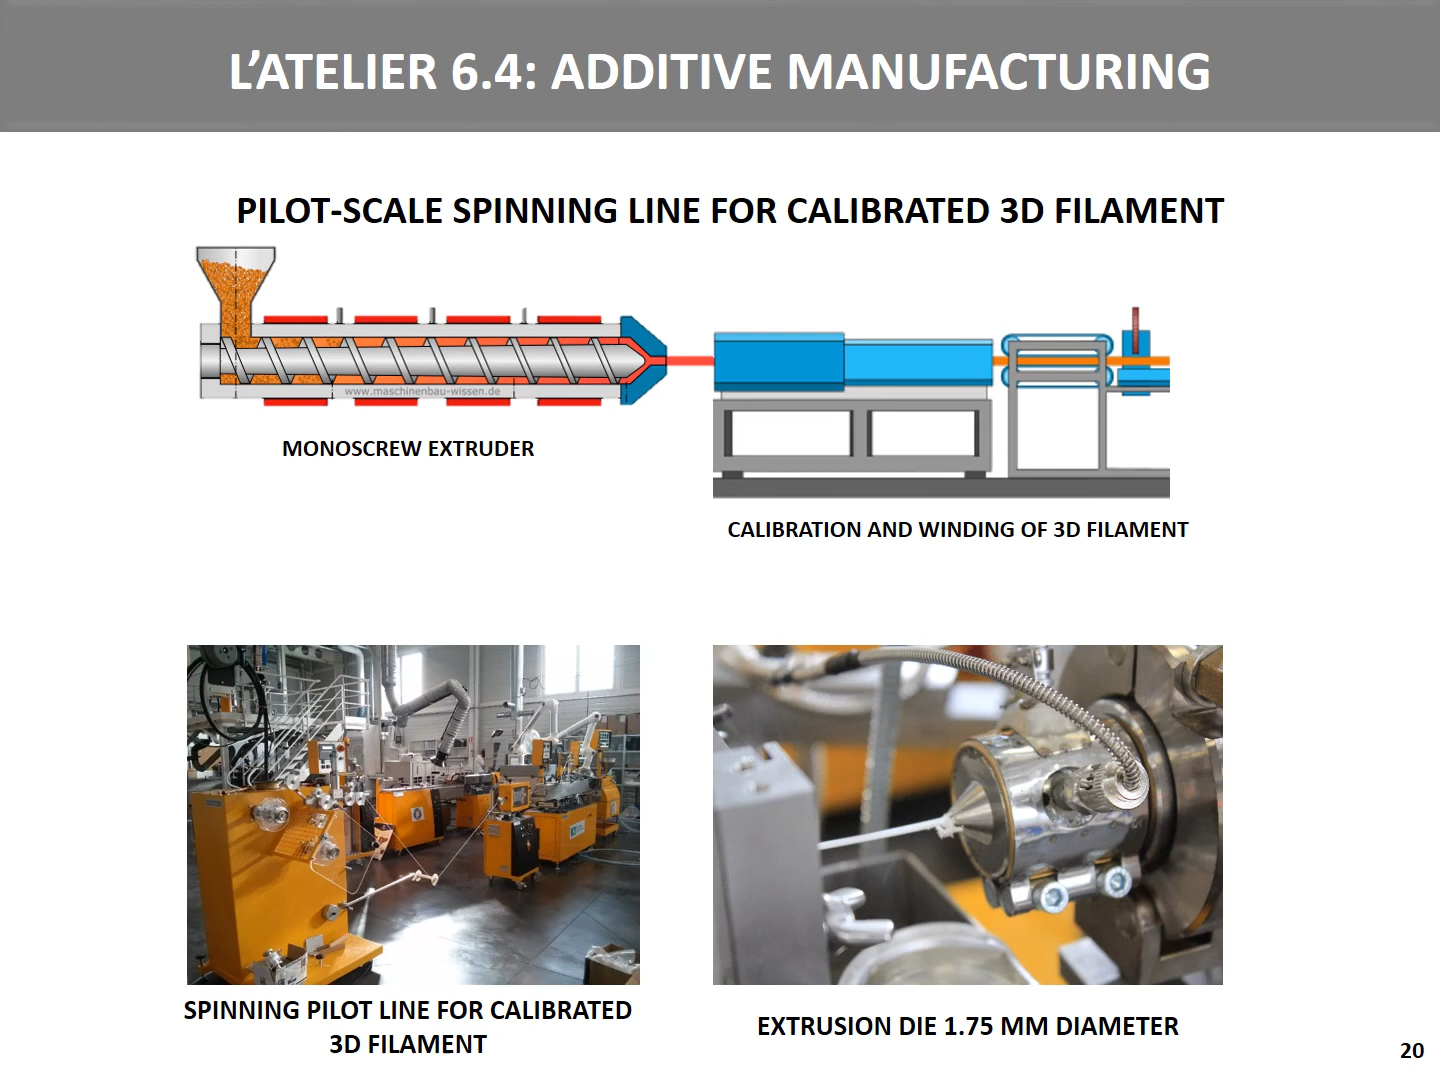 L’ATELIER 6.4: ADDITIVE MANUFACTURING
PILOT-SCALE SPINNING LINE FOR CALIBRATED 3D FILAMENT
www.maschinenbau-wissen.de
MONOSCREW EXTRUDER
CALIBRATION AND WINDING OF 3D FILAMENT
SPINNING PILOT LINE FOR CALIBRATED
3D FILAMENT
EXTRUSION DIE 1.75 MM DIAMETER
20